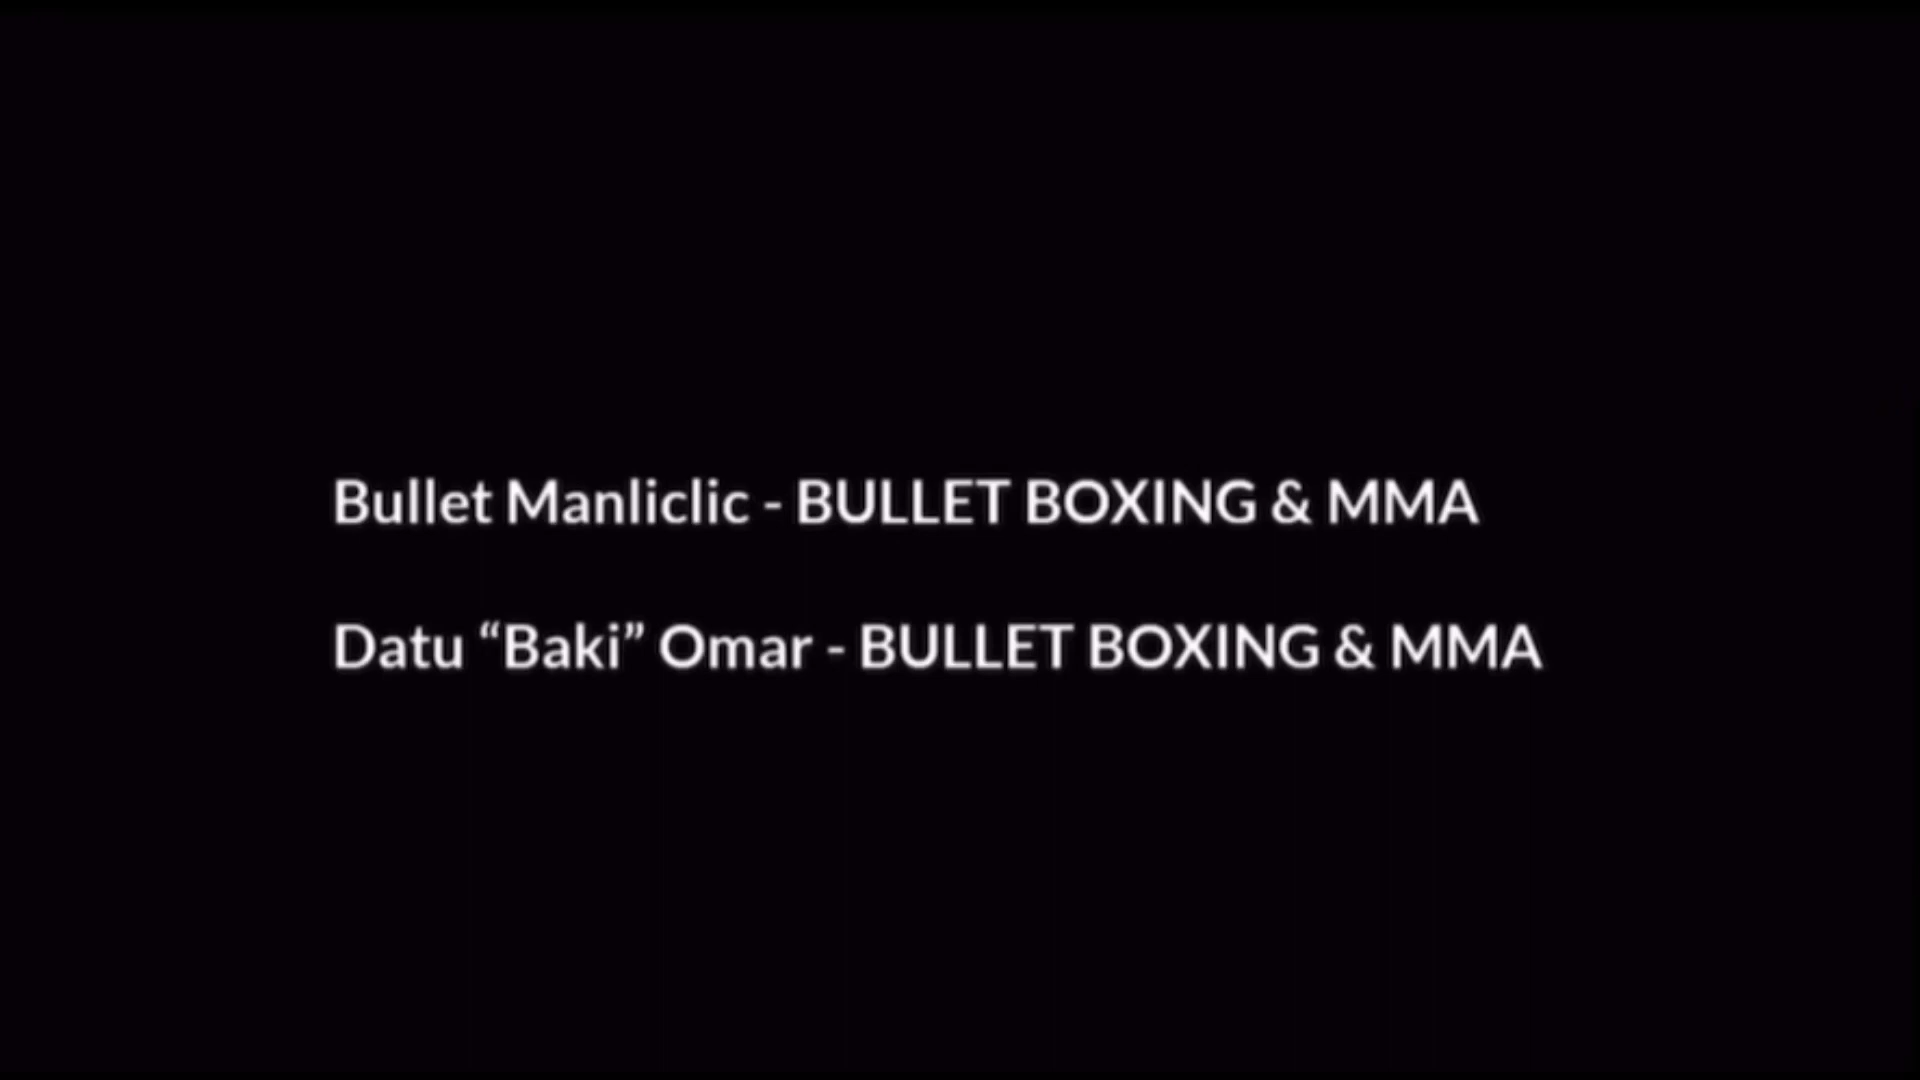 Bullet Manliclic - BULLET BOXING & MMA
Datu “Baki” Omar - BULLET BOXING & MMA